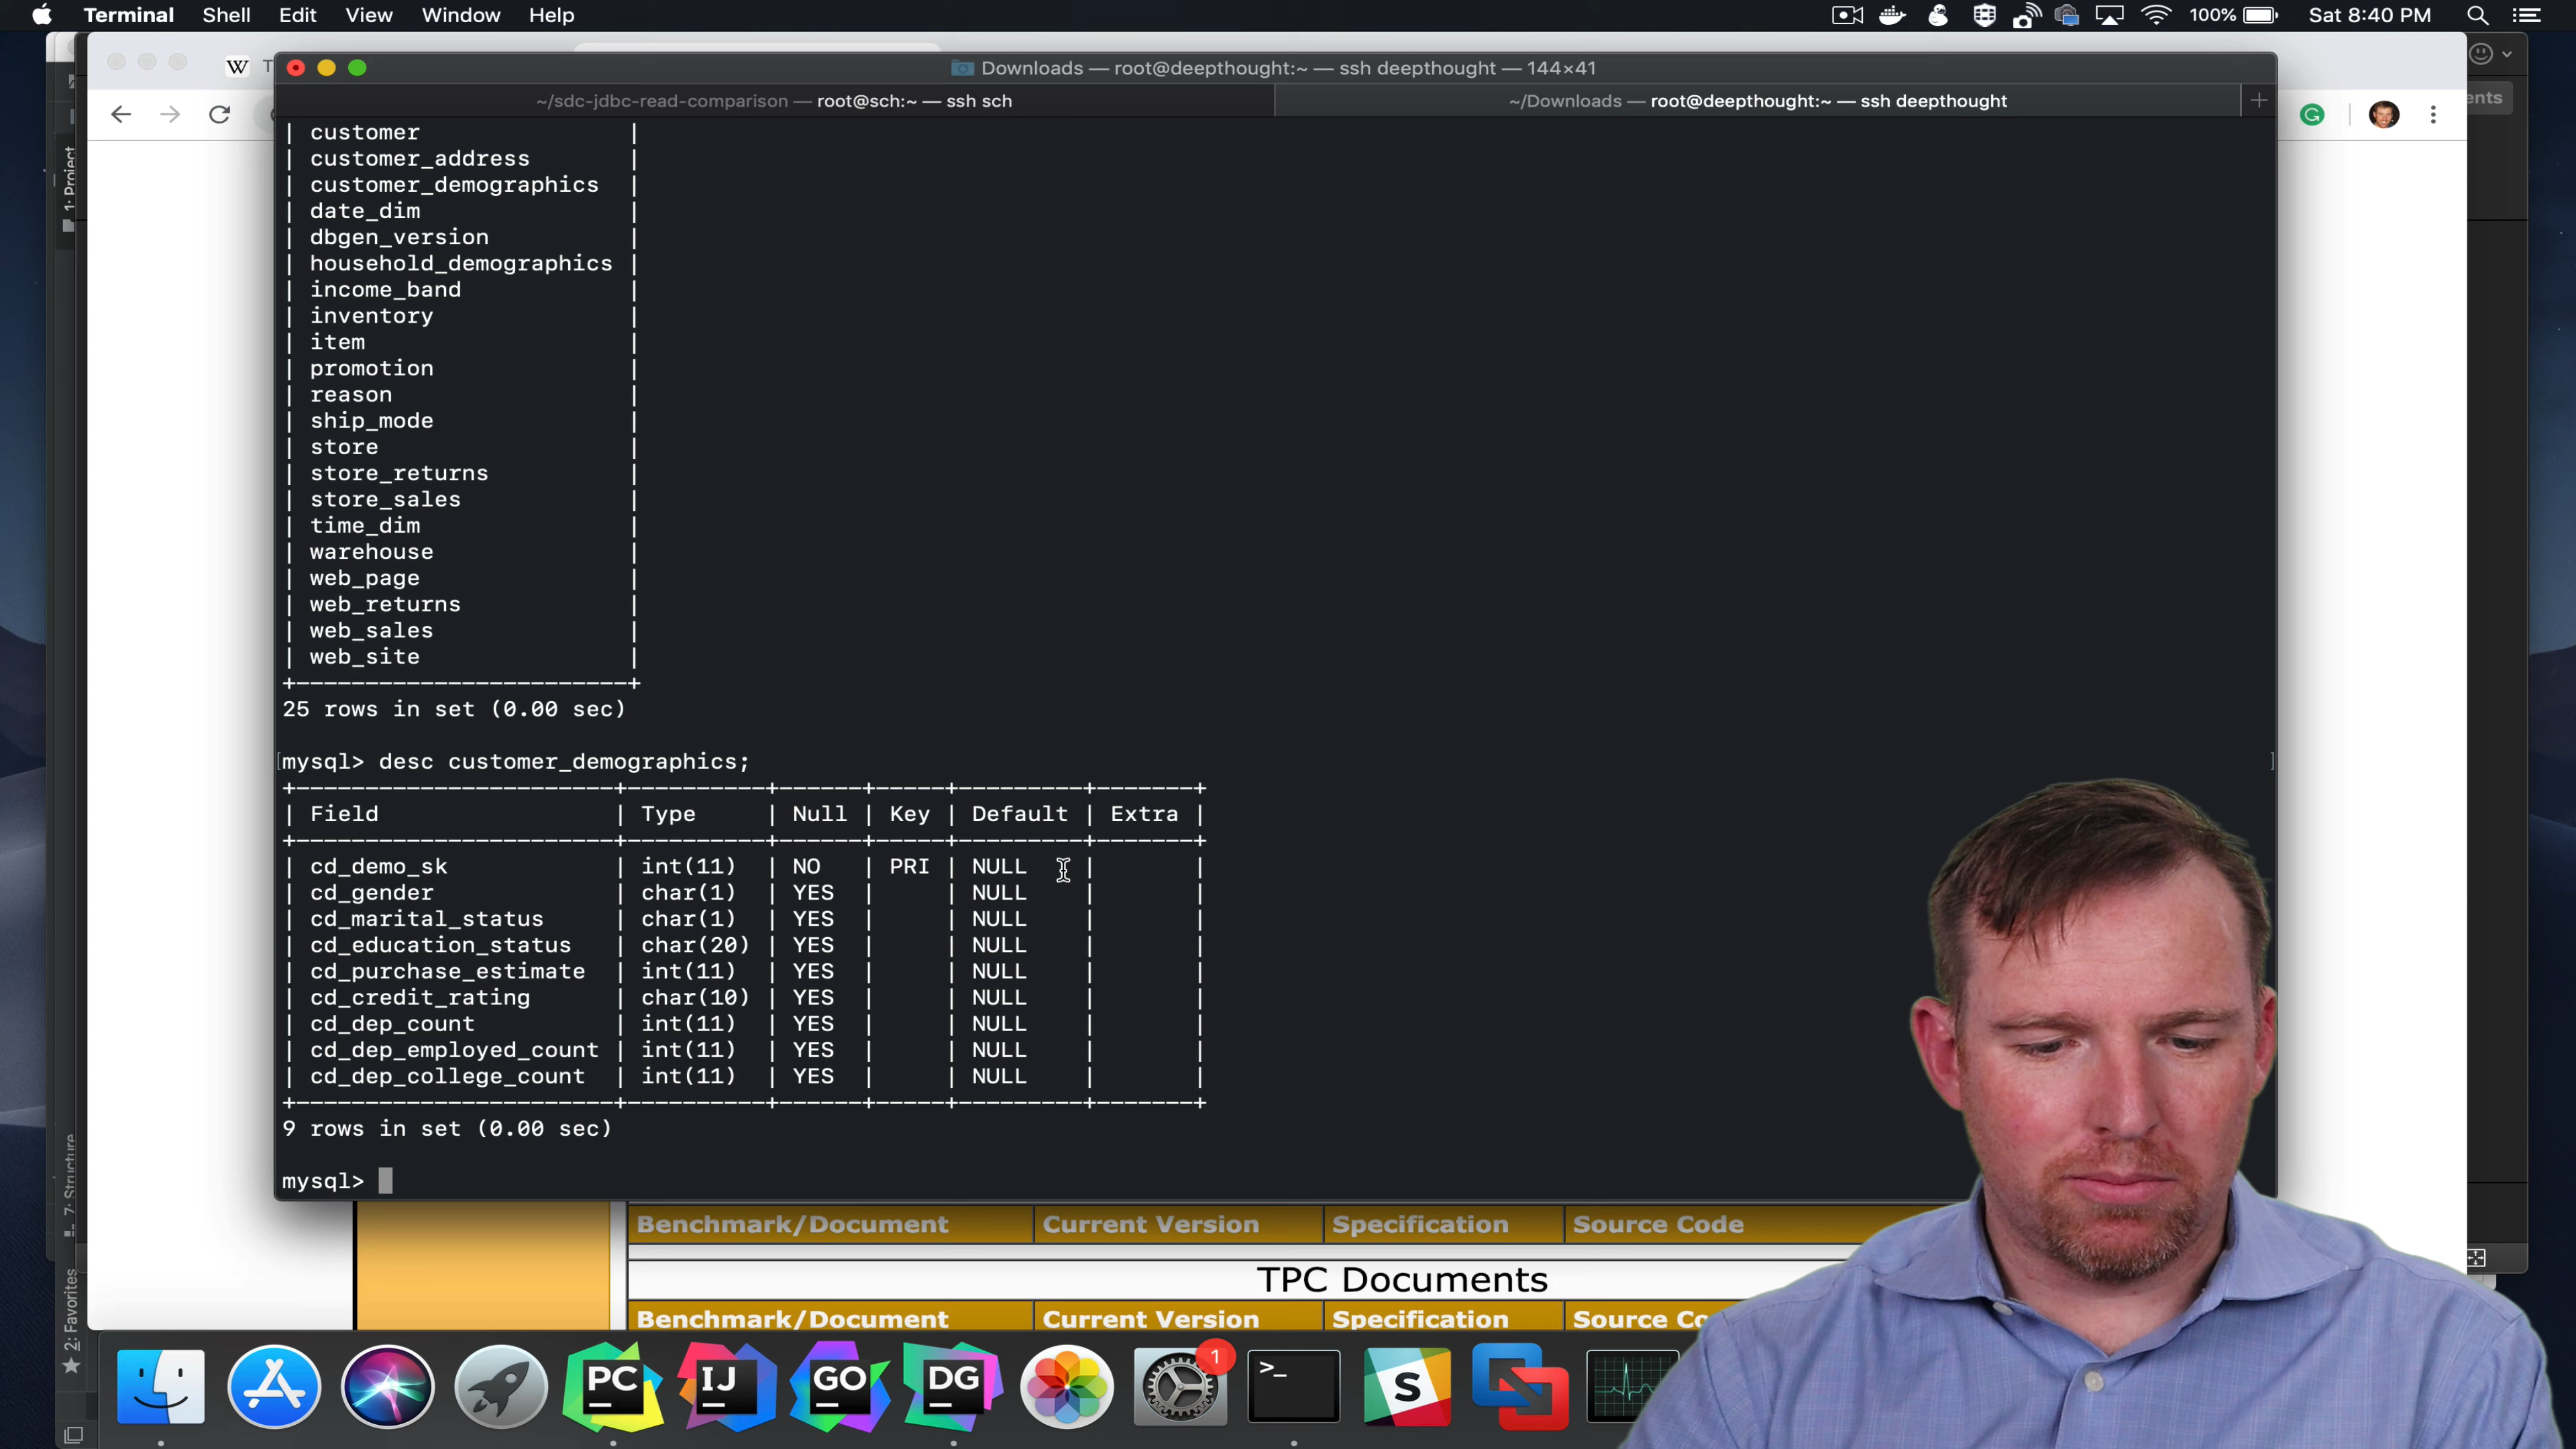 Terminal Shell Edit View Window Help 100% Sat 8:40 PM
Downloads — root@deepthought:~ — ssh deepthought — 144×41
~/sdc-jdbc-read-comparison — root@sch:~ — ssh sch
~/Downloads — root@deepthought:~ — ssh deepthought +
W T
ents
1: Project
| customer |
| customer_address |
| customer_demographics |
| date_dim |
| dbgen_version |
| household_demographics |
| income_band |
| inventory |
| item |
| promotion |
| reason |
| ship_mode |
| store |
| store_returns |
| store_sales |
| time_dim |
| warehouse |
| web_page |
| web_returns |
| web_sales |
| web_site |
+------------------------+
25 rows in set (0.00 sec)
[mysql> desc customer_demographics; ]
+-----------------------+-----------+------+-----+---------+-------+
| Field | Type | Null | Key | Default | Extra |
+-----------------------+-----------+------+-----+---------+-------+
| cd_demo_sk | int(11) | NO | PRI | NULL | |
| cd_gender | char(1) | YES | | NULL | |
| cd_marital_status | char(1) | YES | | NULL | |
| cd_education_status | char(20) | YES | | NULL | |
| cd_purchase_estimate | int(11) | YES | | NULL | |
| cd_credit_rating | char(10) | YES | | NULL | |
| cd_dep_count | int(11) | YES | | NULL | |
| cd_dep_employed_count | int(11) | YES | | NULL | |
| cd_dep_college_count | int(11) | YES | | NULL | |
+-----------------------+-----------+------+-----+---------+-------+
9 rows in set (0.00 sec)
mysql>
7: Structure
2: Favorites
Benchmark/Document Current Version Specification Source Code
TPC Documents
Benchmark/Document Current Version Specification Source Co
PC IJ GO DG 1 >_ S